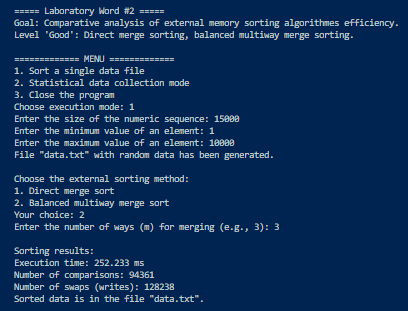 ===== Laboratory Word #2 =====
Goal: Comparative analysis of external memory sorting algorithmes efficiency.
Level 'Good': Direct merge sorting, balanced multiway merge sorting.
============= MENU =============
1. Sort a single data file
2. Statistical data collection mode
3. Close the program
Choose execution mode: 1
Enter the size of the numeric sequence: 15000
Enter the minimum value of an element: 1
Enter the maximum value of an element: 10000
File "data.txt" with random data has been generated.
Choose the external sorting method:
1. Direct merge sort
2. Balanced multiway merge sort
Your choice: 2
Enter the number of ways (m) for merging (e.g., 3): 3
Sorting results:
Execution time: 252.233 ms
Number of comparisons: 94361
Number of swaps (writes): 128238
Sorted data is in the file "data.txt".